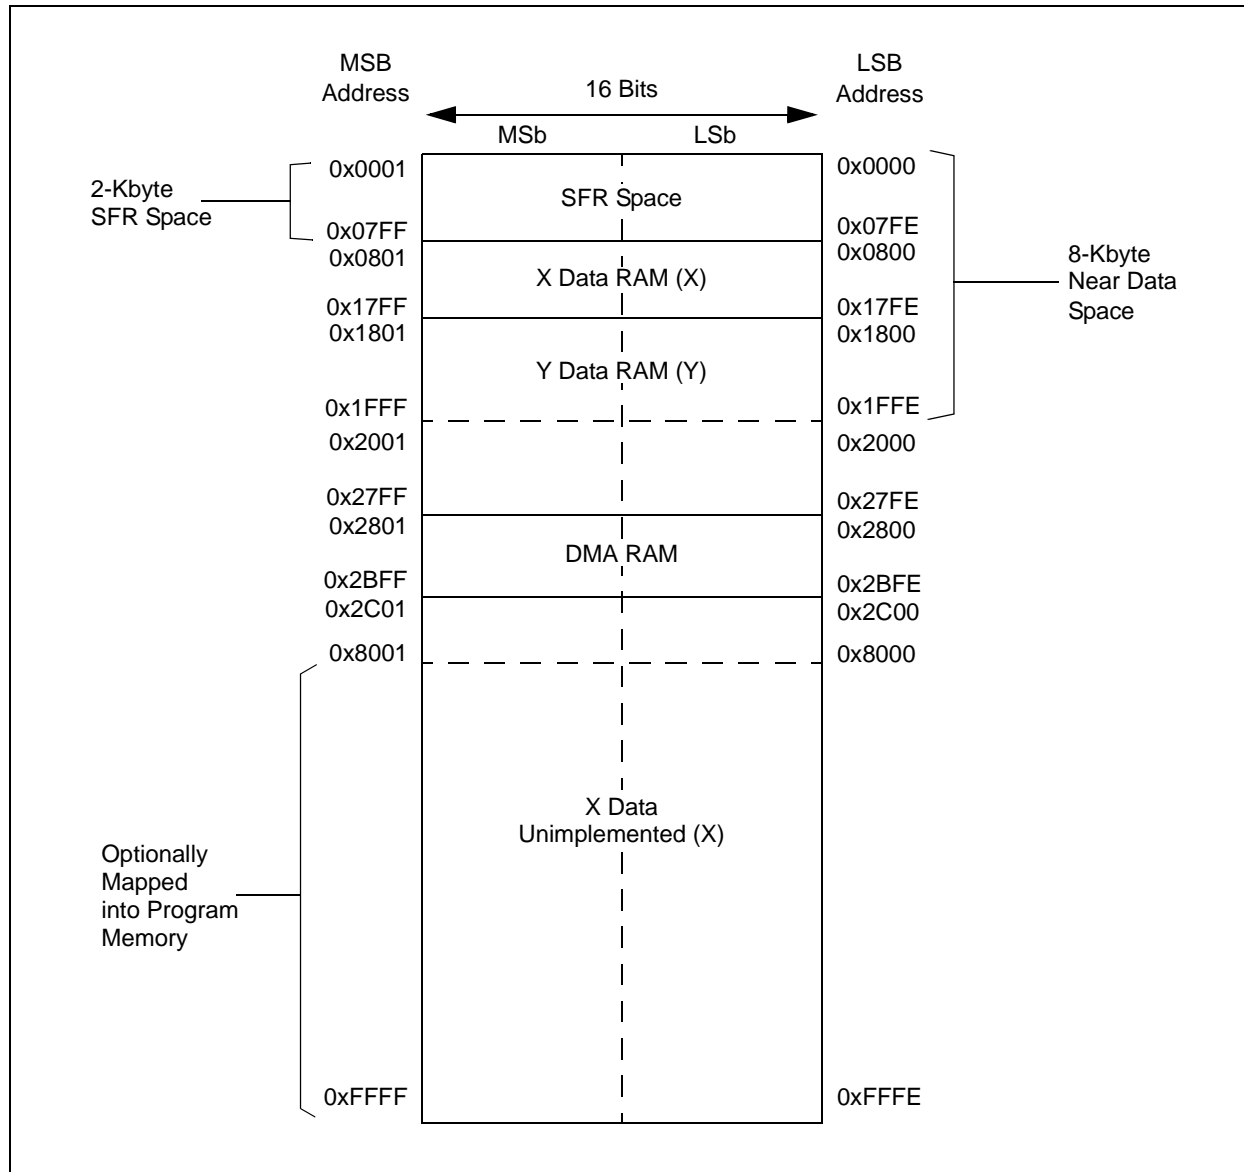 MSB
Address
16 Bits
LSB
Address
MSb
LSb
0x0001
0x0000
2-Kbyte
SFR Space
SFR Space
0x07FF
0x07FE
0x0801
0x0800
8-Kbyte
Near Data
Space
X Data RAM (X)
0x17FF
0x17FE
0x1801
0x1800
Y Data RAM (Y)
0x1FFF
0x1FFE
0x2001
0x2000
0x27FF
0x27FE
0x2801
0x2800
DMA RAM
0x2BFF
0x2BFE
0x2C01
0x2C00
0x8001
0x8000
X Data
Unimplemented (X)
Optionally
Mapped
into Program
Memory
0xFFFF
0xFFFE